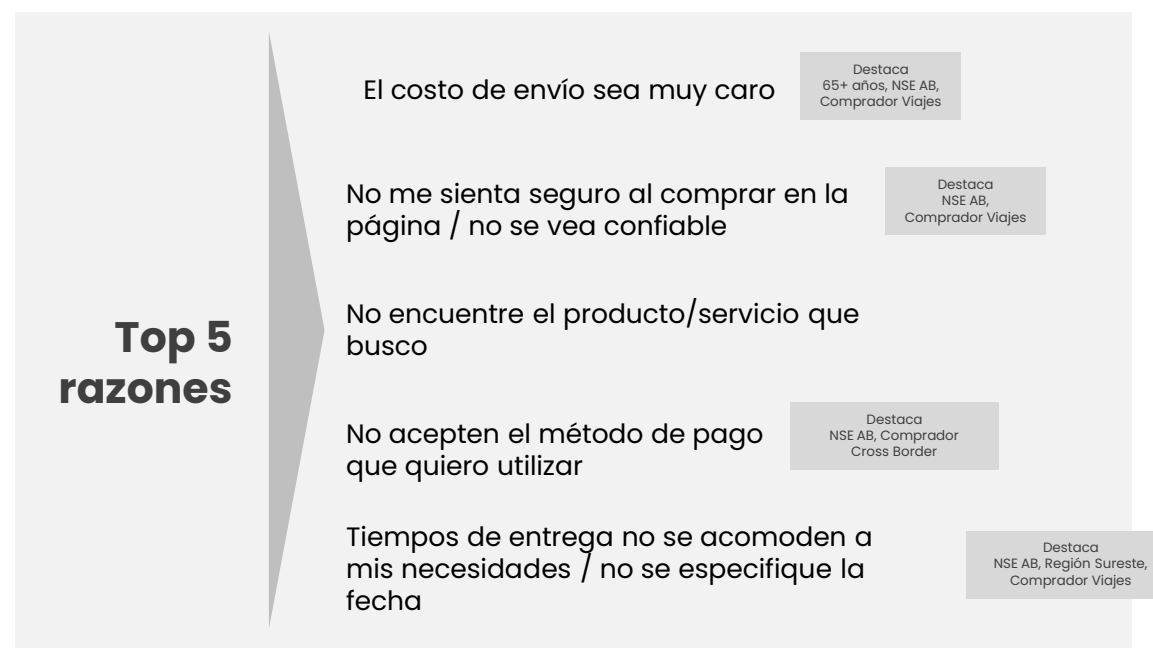 Top 5
razones
El costo de envío sea muy caro
Destaca
65+ años, NSE AB,
Comprador Viajes
No me sienta seguro al comprar en la
página / no se vea confiable
Destaca
NSE AB,
Comprador Viajes
No encuentre el producto/servicio que
busco
No acepten el método de pago
que quiero utilizar
Destaca
NSE AB, Comprador
Cross Border
Tiempos de entrega no se acomoden a
mis necesidades / no se especifique la
fecha
Destaca
NSE AB, Región Sureste,
Comprador Viajes